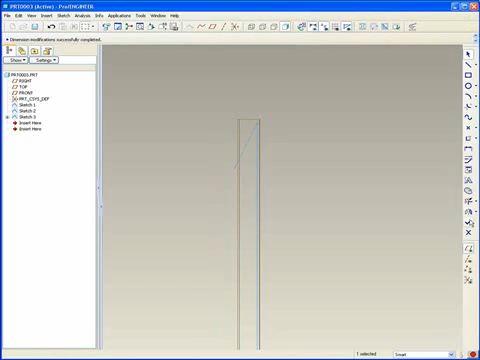 PRT0003 (Active) - Pro/ENGINEER
File Edit View Insert Sketch Analysis Info Applications Tools Window Help
• Dimension modifications successfully completed.
Show Settings
PRT0003.PRT
RIGHT
TOP
FRONT
PRT_CSYS_DEF
Sketch 1
Sketch 2
Sketch 3
Insert Here
Insert Here
1 selected
Smart